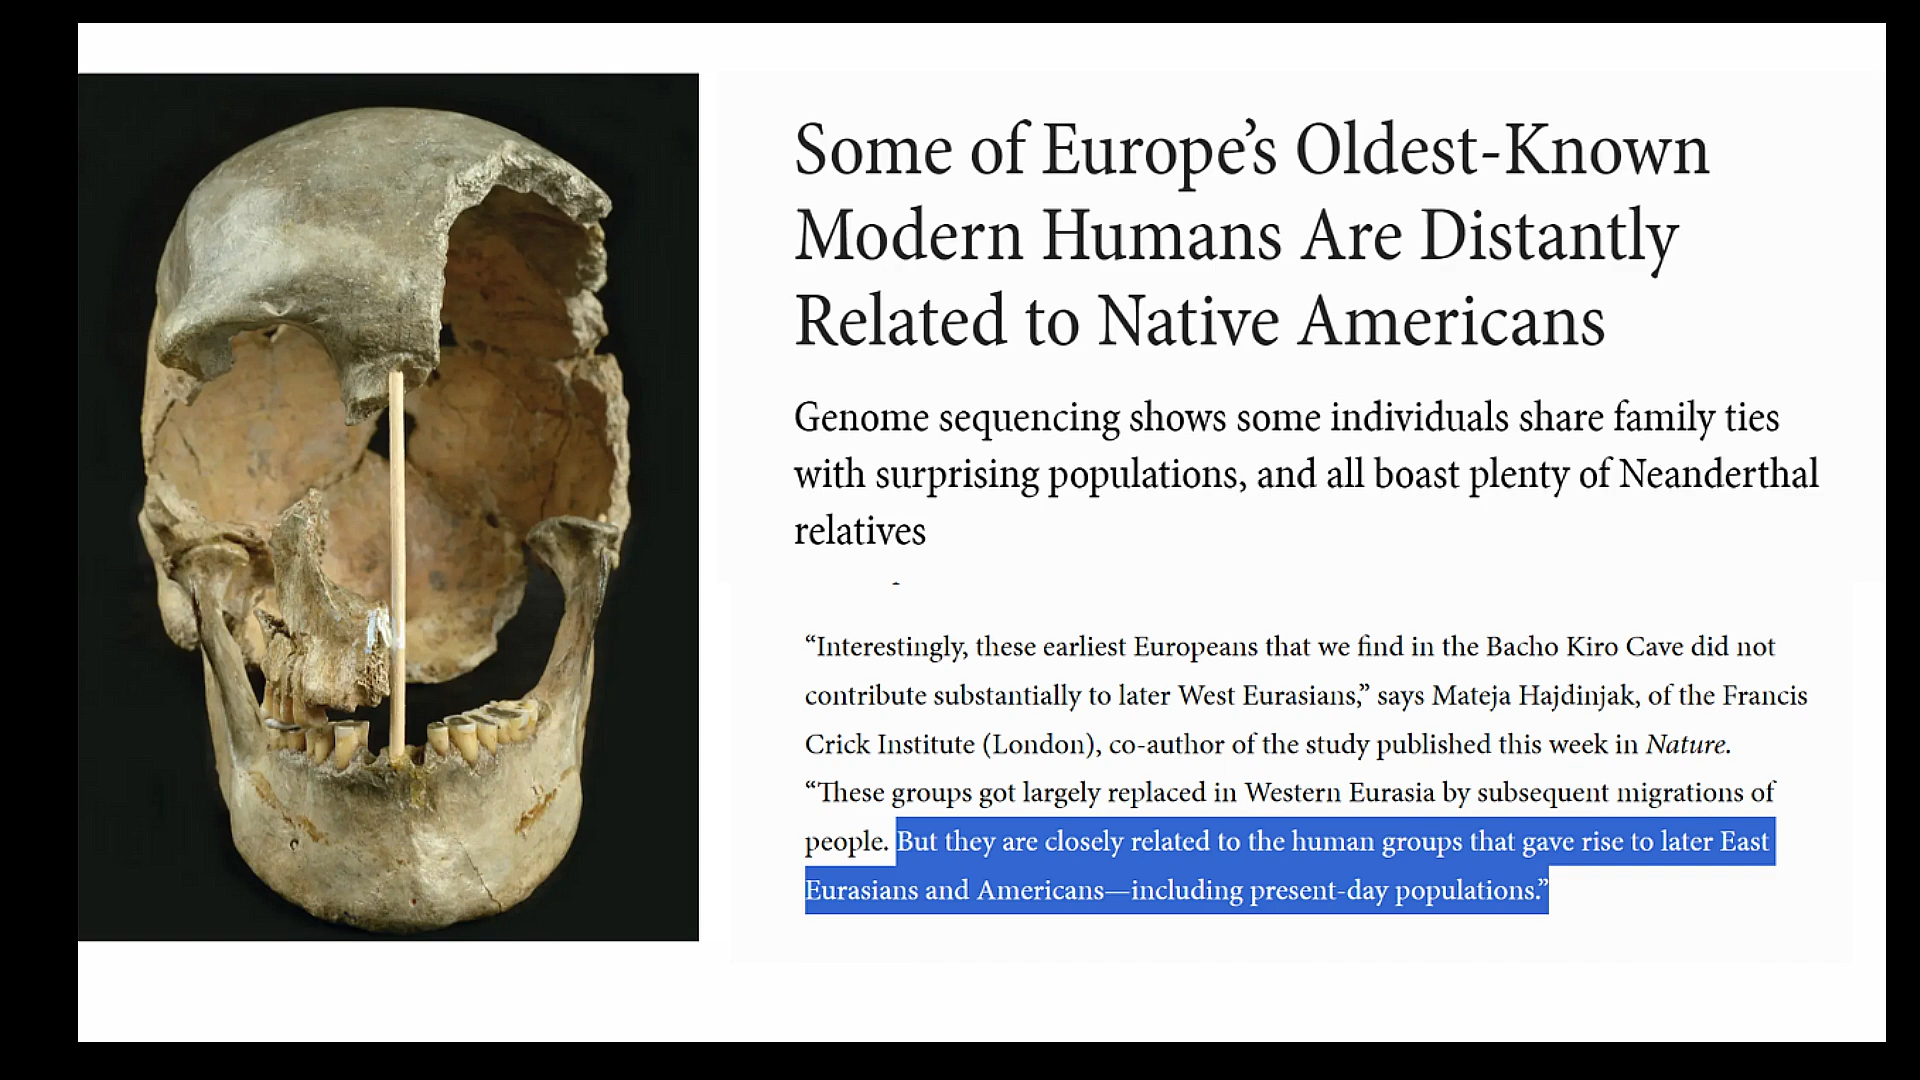 Some of Europe’s Oldest-Known
Modern Humans Are Distantly
Related to Native Americans
Genome sequencing shows some individuals share family ties
with surprising populations, and all boast plenty of Neanderthal
relatives
“Interestingly, these earliest Europeans that we find in the Bacho Kiro Cave did not
contribute substantially to later West Eurasians,” says Mateja Hajdinjak, of the Francis
Crick Institute (London), co-author of the study published this week in Nature.
“These groups got largely replaced in Western Eurasia by subsequent migrations of
people. But they are closely related to the human groups that gave rise to later East
Eurasians and Americans—including present-day populations.”